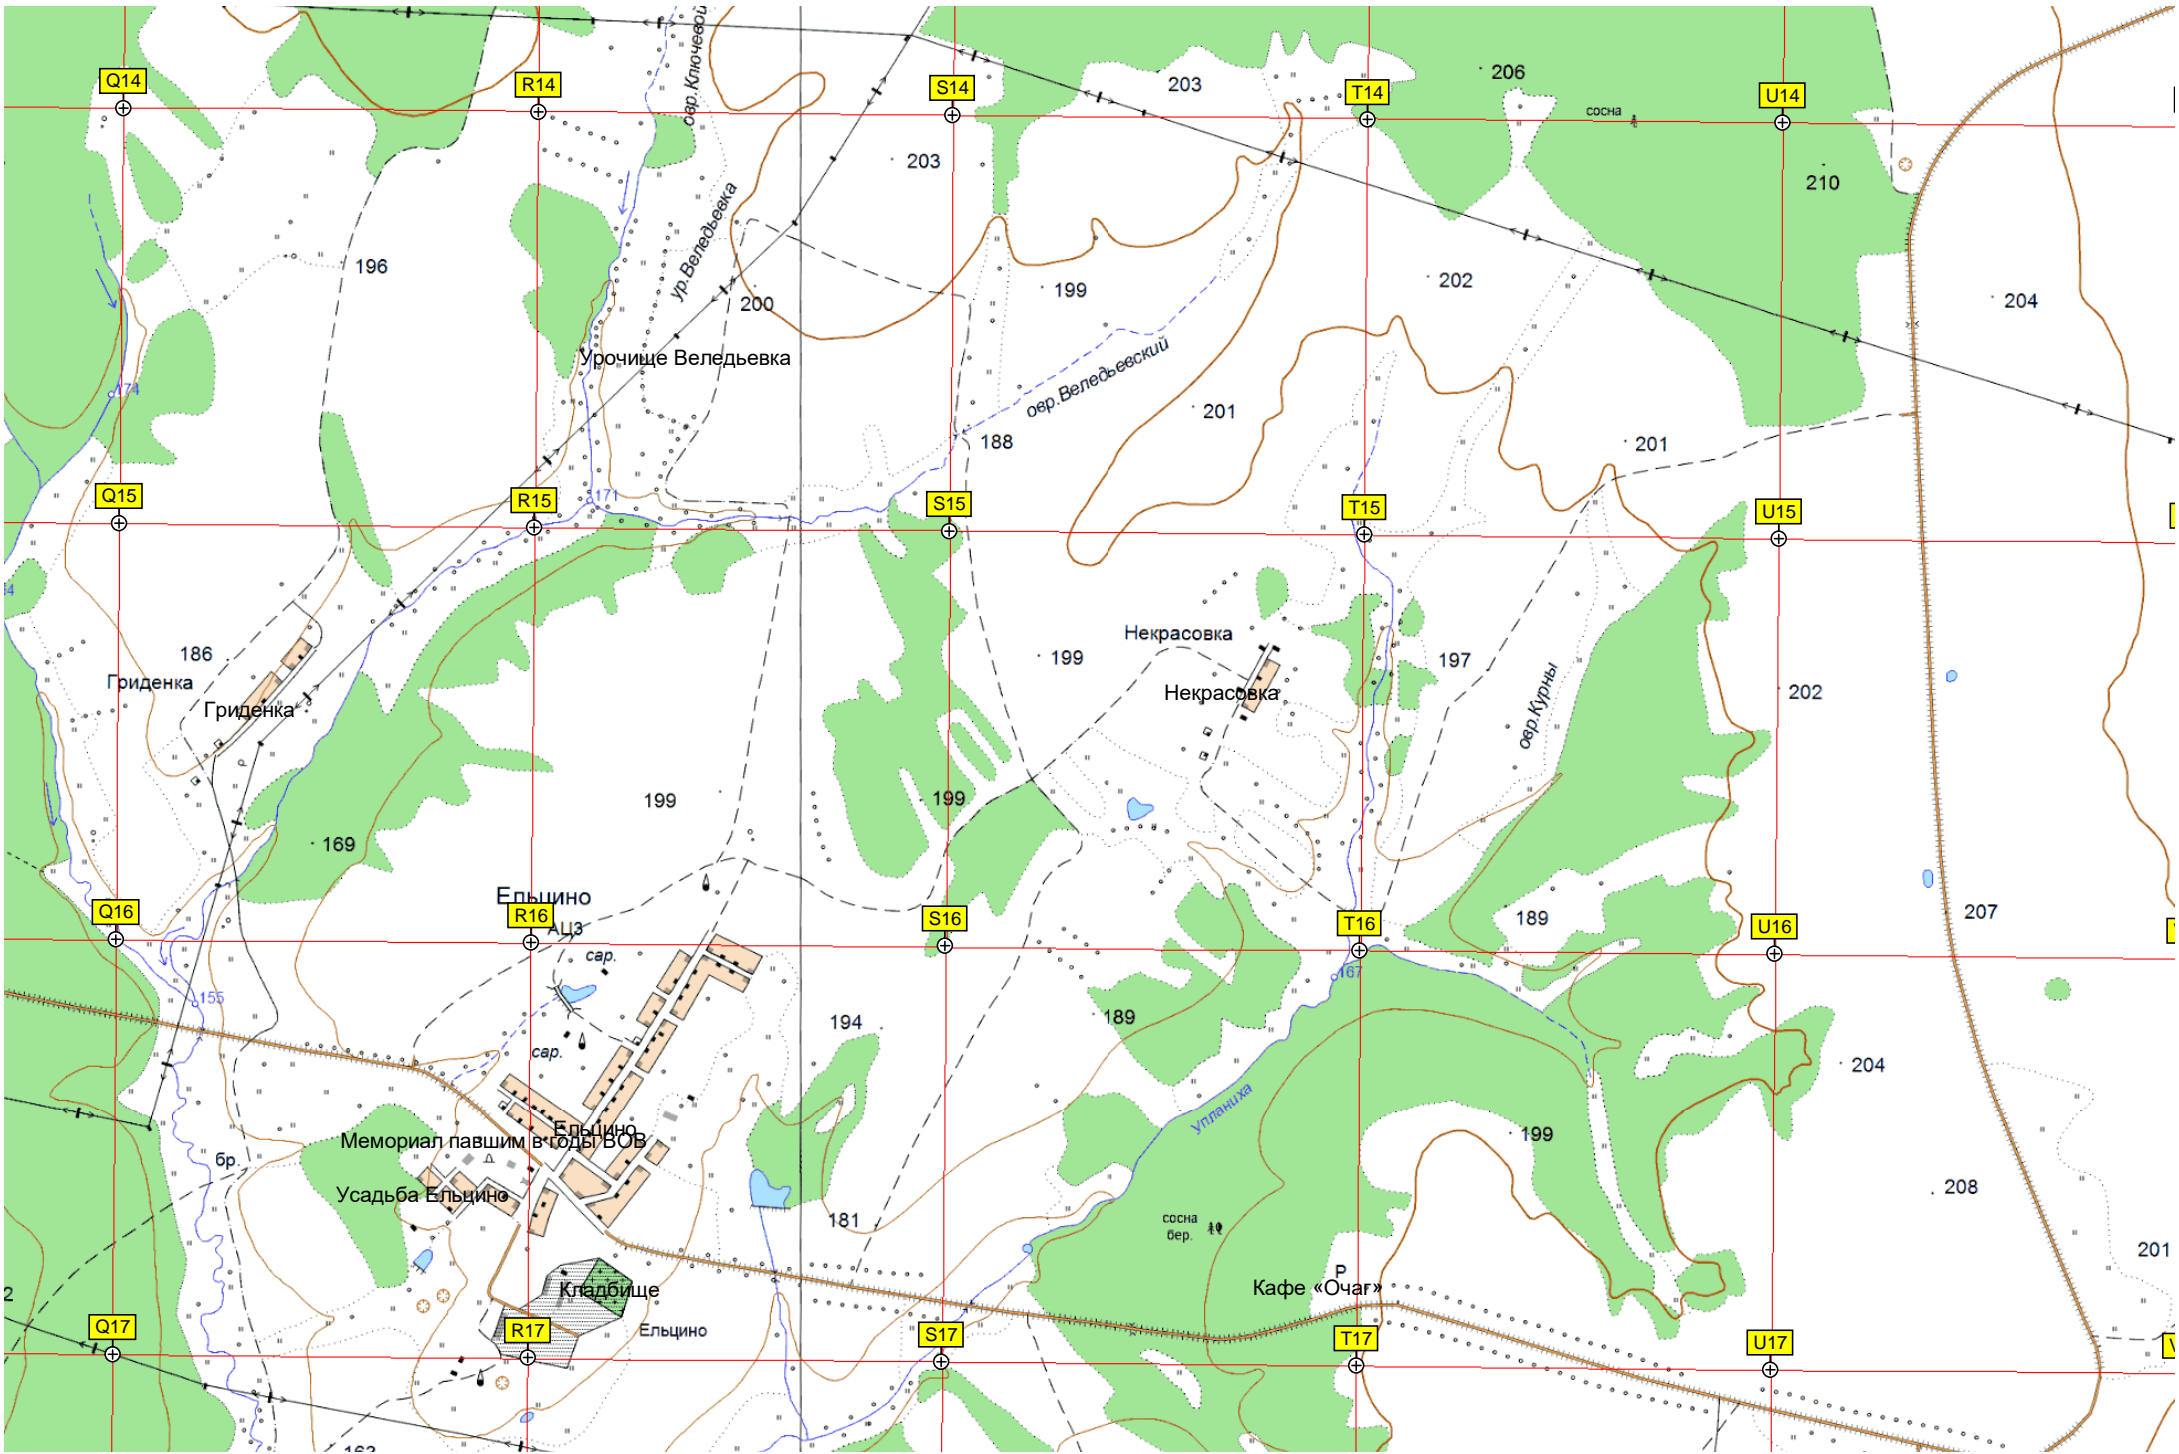 овр.Ключевой
Q14
R14
S14
203
T14
206
сосна
U14
203
210
196
ур.Веледьевка
200
199
202
204
Урочище Веледьевка
174
овр.Веледьевский
201
188
201
Q15
R15
171
S15
T15
U15
186
Гриденка
Гриденка
Некрасовка
199
Некрасовка
197
овр.Курны
202
169
199
199
Ельцино
Q16
R16
АЦЗ
S16
T16
189
U16
207
сар.
167
155
194
189
сар.
204
Упланиха
Ельцино
Мемориал павшим в годы ВОВ
199
бр.
Усадьба Ельцино
208
181
сосна
бер.
201
Р
Кафе «Очаг»
Кладбище
2
Q17
R17
Ельцино
S17
T17
U17
163